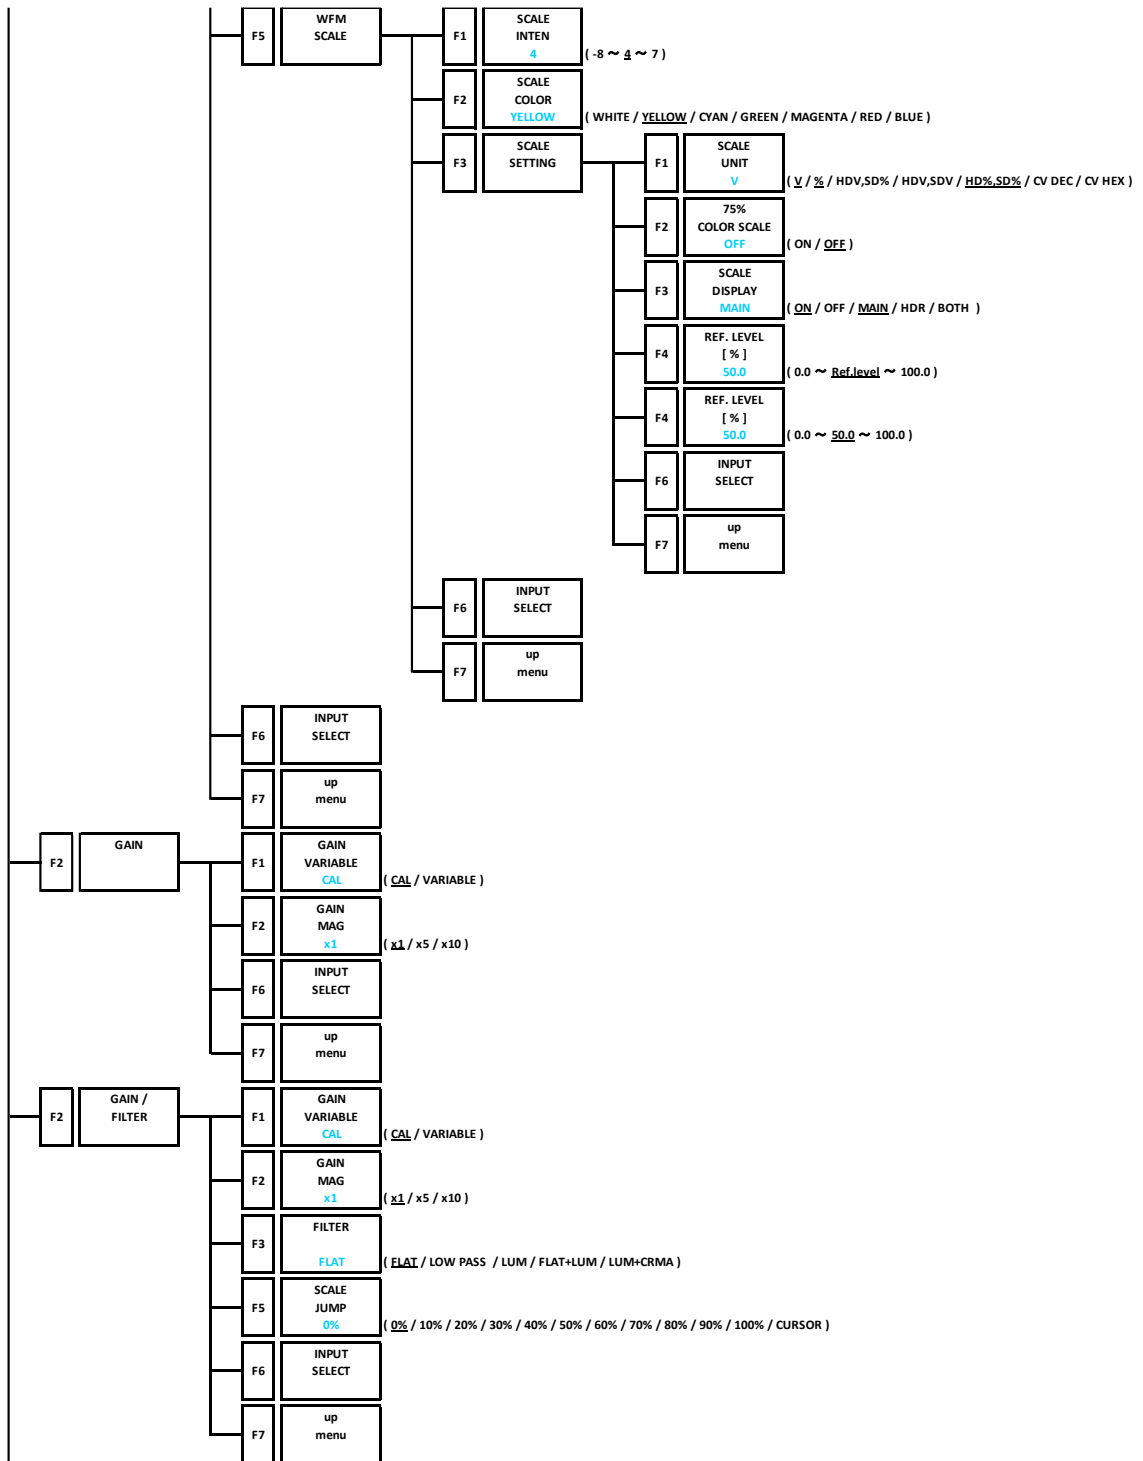 F5
WFM
SCALE
F1
SCALE
INTEN
4
( -8 ~ 4 ~ 7 )
F2
SCALE
COLOR
YELLOW
( WHITE / YELLOW / CYAN / GREEN / MAGENTA / RED / BLUE )
F3
SCALE
SETTING
F1
SCALE
UNIT
V
( V / % / HDV,SD% / HDV,SDV / HD%,SD% / CV DEC / CV HEX )
F2
75%
COLOR SCALE
OFF
( ON / OFF )
F3
SCALE
DISPLAY
MAIN
( ON / OFF / MAIN / HDR / BOTH )
F4
REF. LEVEL
[ % ]
50.0
( 0.0 ~ Ref.level ~ 100.0 )
F4
REF. LEVEL
[ % ]
50.0
( 0.0 ~ 50.0 ~ 100.0 )
F6
INPUT
SELECT
F7
up
menu
F6
INPUT
SELECT
F7
up
menu
F6
INPUT
SELECT
F7
up
menu
F2
GAIN
F1
GAIN
VARIABLE
CAL
( CAL / VARIABLE )
F2
GAIN
MAG
x1
( x1 / x5 / x10 )
F6
INPUT
SELECT
F7
up
menu
F2
GAIN /
FILTER
F1
GAIN
VARIABLE
CAL
( CAL / VARIABLE )
F2
GAIN
MAG
x1
( x1 / x5 / x10 )
F3
FILTER
FLAT
( FLAT / LOW PASS / LUM / FLAT+LUM / LUM+CRMA )
F5
SCALE
JUMP
0%
( 0% / 10% / 20% / 30% / 40% / 50% / 60% / 70% / 80% / 90% / 100% / CURSOR )
F6
INPUT
SELECT
F7
up
menu